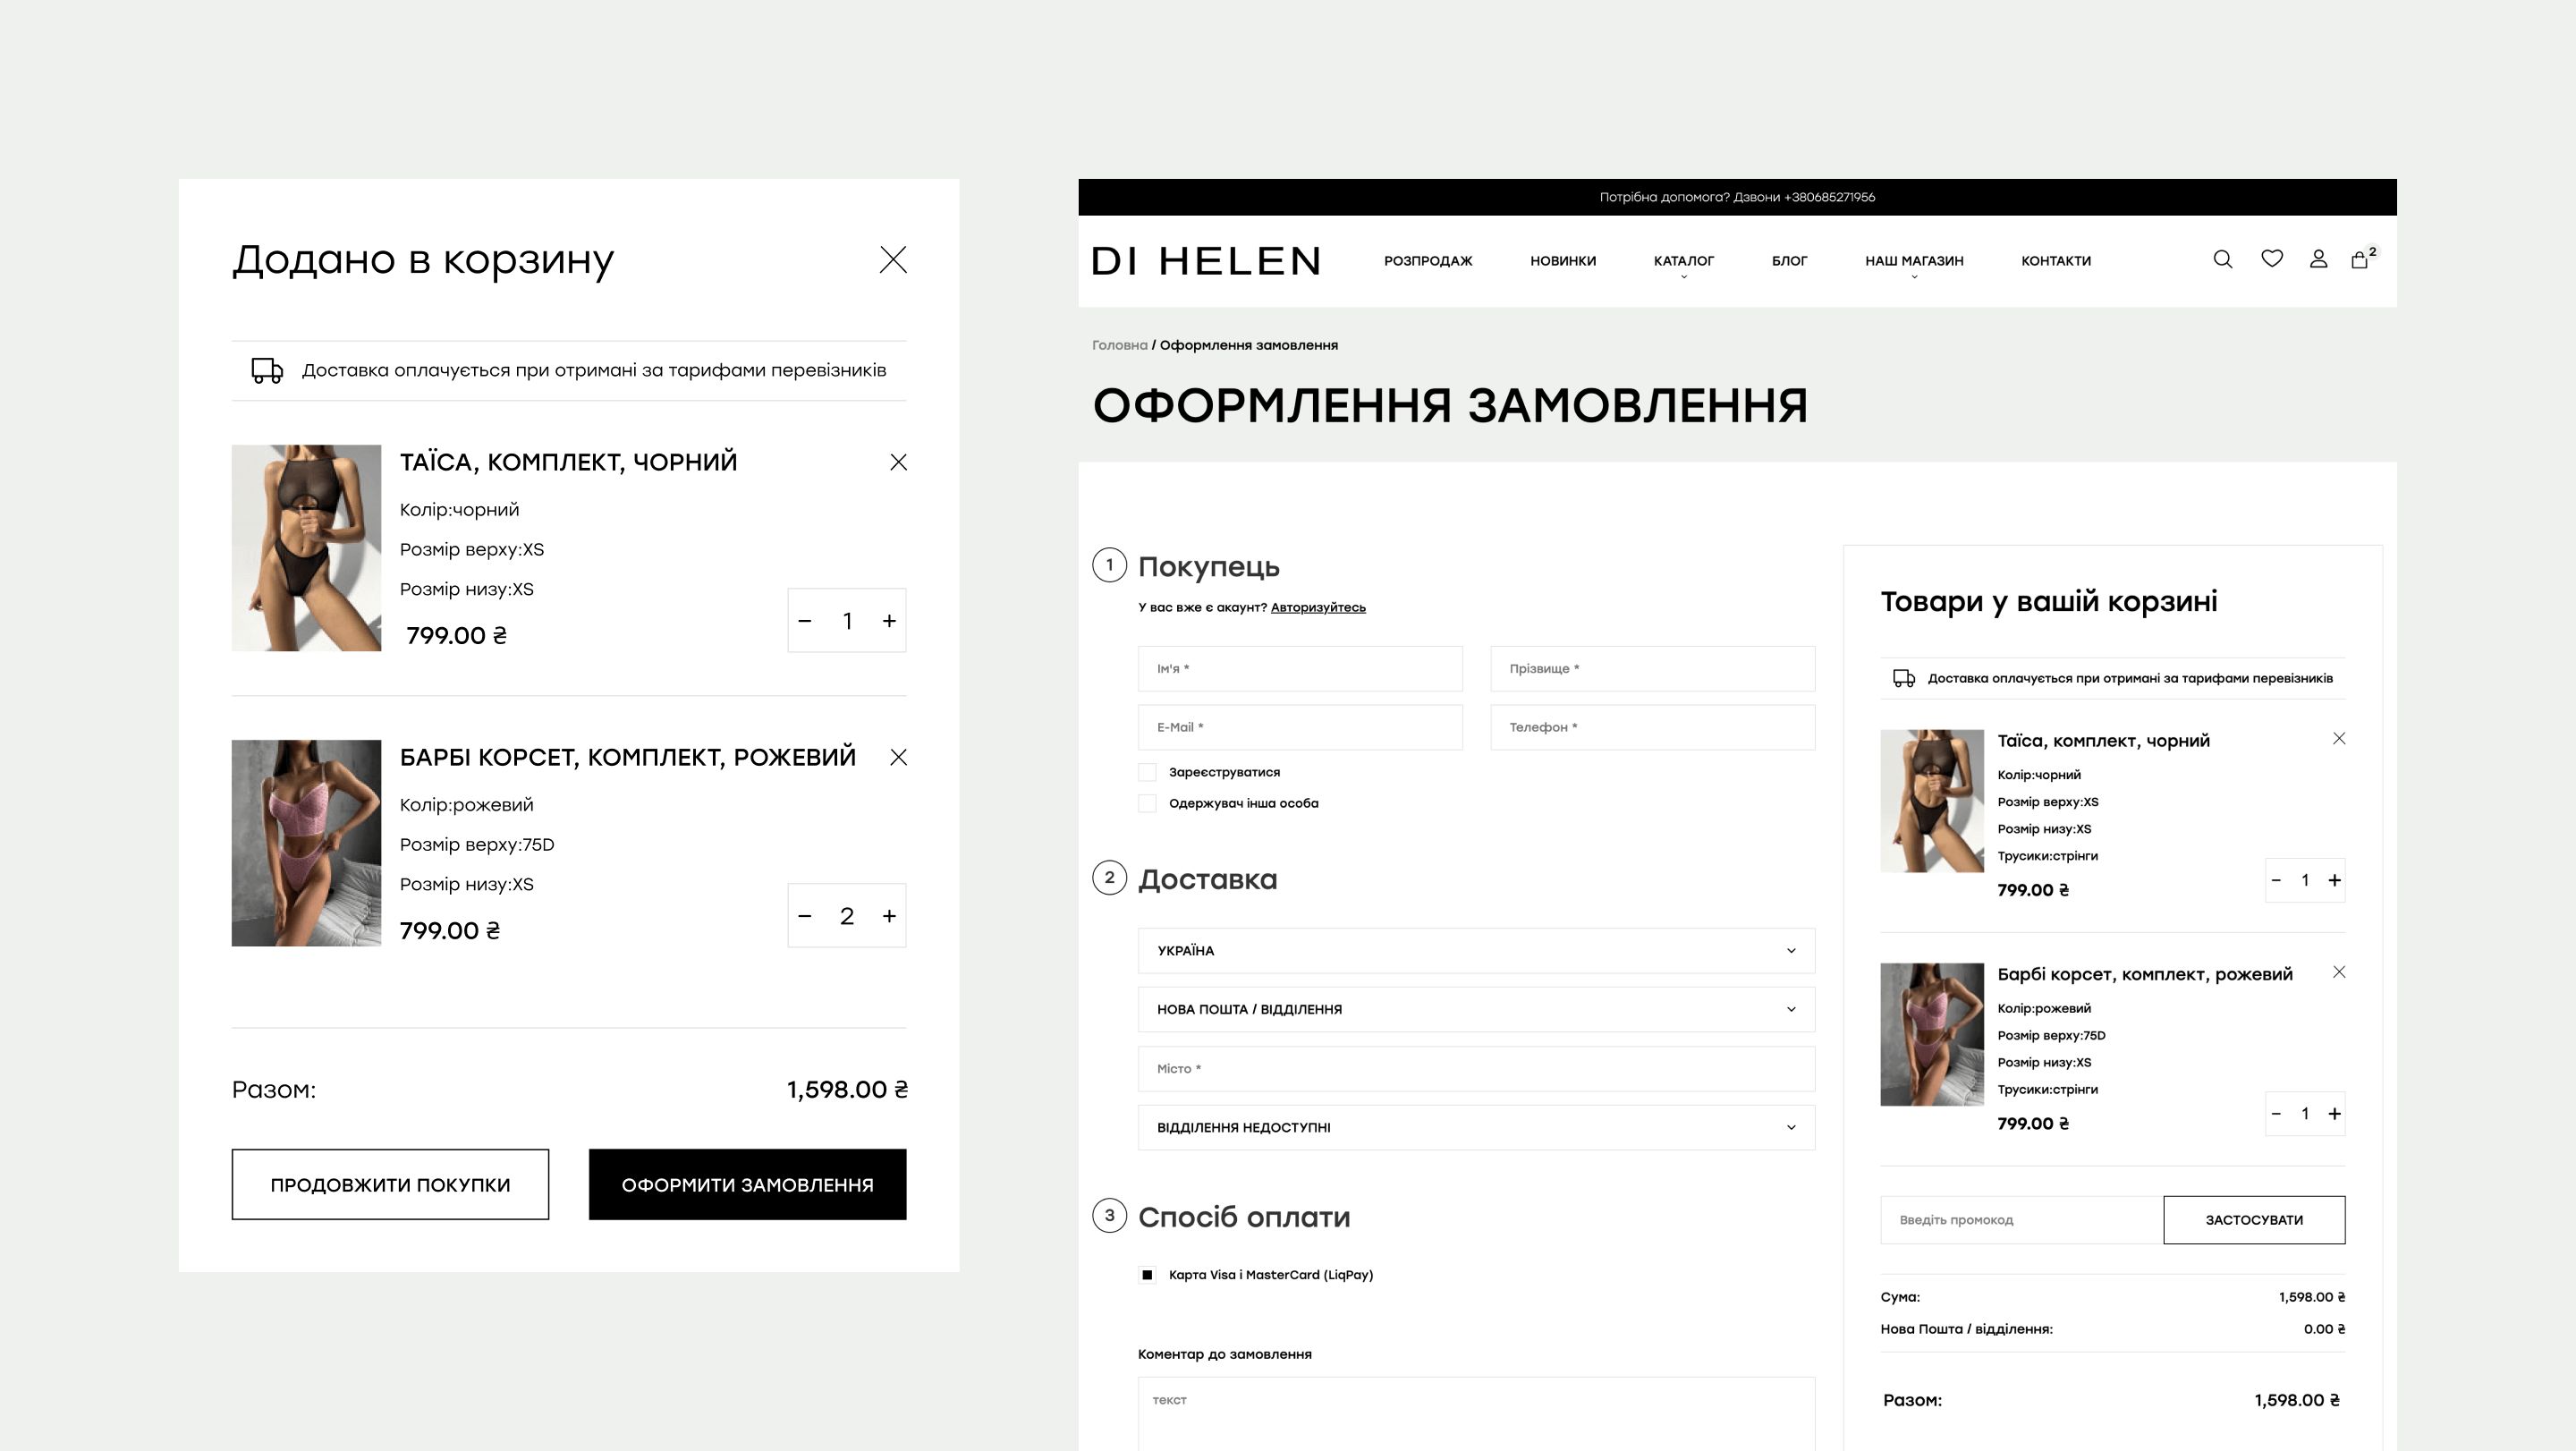 Додано в корзину
Доставка оплачується при отримані за тарифами перевізників
ТАЇСА, КОМПЛЕКТ, ЧОРНИЙ
Колір:чорний
Розмір верху:XS
Розмір низу:XS
799.00 ₴
− 1 +
БАРБІ КОРСЕТ, КОМПЛЕКТ, РОЖЕВИЙ
Колір:рожевий
Розмір верху:75D
Розмір низу:XS
799.00 ₴
− 2 +
Разом: 1,598.00 ₴
ПРОДОВЖИТИ ПОКУПКИ
ОФОРМИТИ ЗАМОВЛЕННЯ
Потрібна допомога? Дзвони +380685271956
DI HELEN
РОЗПРОДАЖ
НОВИНКИ
КАТАЛОГ
БЛОГ
НАШ МАГАЗИН
КОНТАКТИ
2
Головна / Оформлення замовлення
ОФОРМЛЕННЯ ЗАМОВЛЕННЯ
1 Покупець
У вас вже є акаунт? Авторизуйтесь
Ім'я *
Прізвище *
E-Mail *
Телефон *
Зареєструватися
Одержувач інша особа
2 Доставка
УКРАЇНА
НОВА ПОШТА / ВІДДІЛЕННЯ
Місто *
ВІДДІЛЕННЯ НЕДОСТУПНІ
3 Спосіб оплати
Карта Visa і MasterCard (LiqPay)
Коментар до замовлення
текст
Товари у вашій корзині
Доставка оплачується при отримані за тарифами перевізників
Таїса, комплект, чорний
Колір:чорний
Розмір верху:XS
Розмір низу:XS
Трусики:стрінги
799.00 ₴
− 1 +
Барбі корсет, комплект, рожевий
Колір:рожевий
Розмір верху:75D
Розмір низу:XS
Трусики:стрінги
799.00 ₴
− 1 +
Введіть промокод
ЗАСТОСУВАТИ
Сума: 1,598.00 ₴
Нова Пошта / відділення: 0.00 ₴
Разом: 1,598.00 ₴